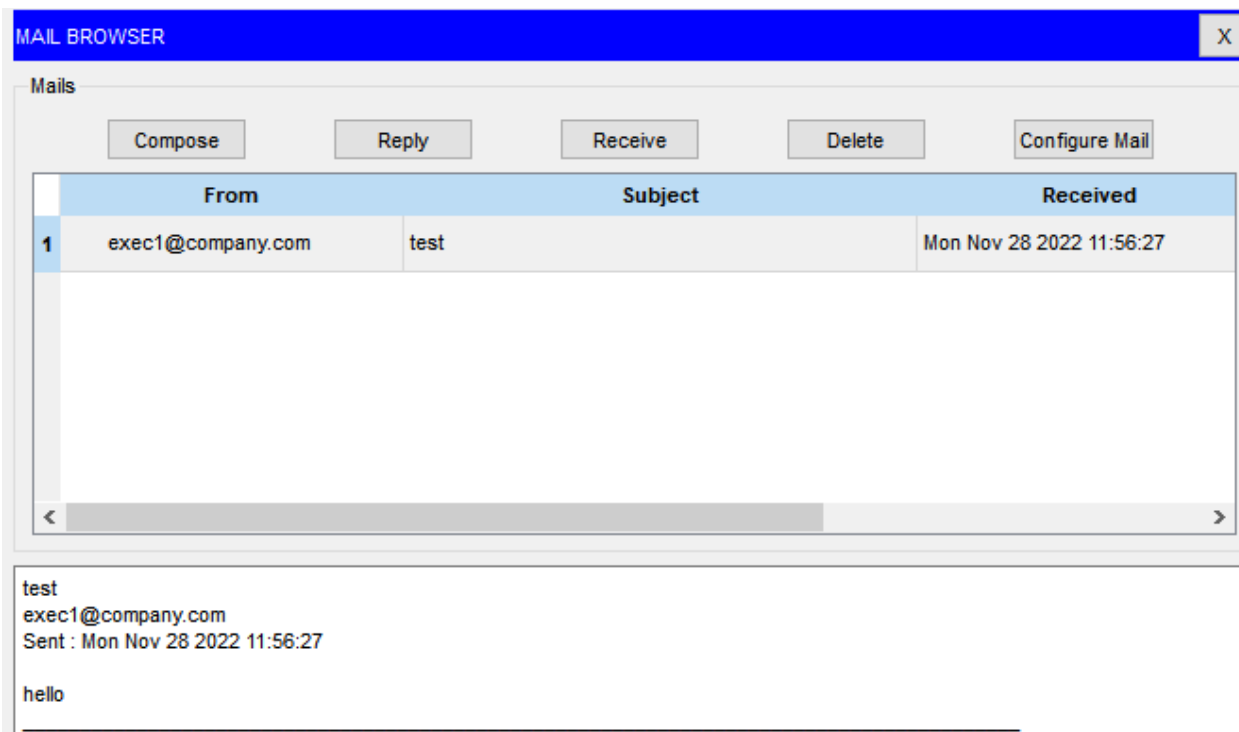 MAIL BROWSER X
Mails
Compose Reply Receive Delete Configure Mail
From Subject Received
1 exec1@company.com test Mon Nov 28 2022 11:56:27
< >
test
exec1@company.com
Sent : Mon Nov 28 2022 11:56:27
hello